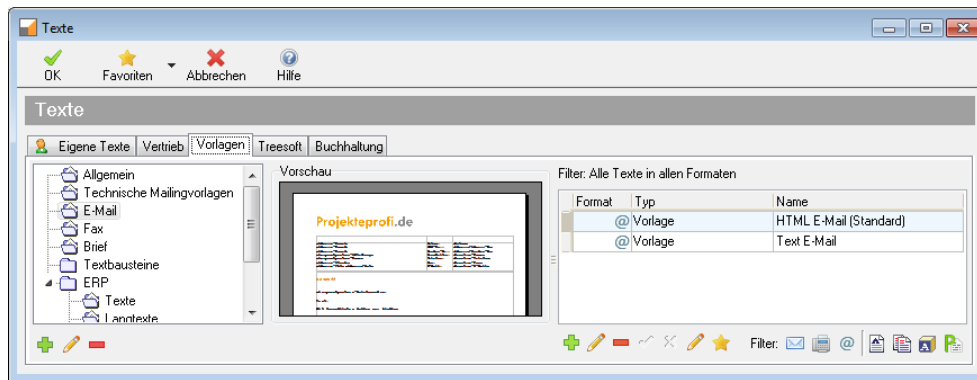 Texte
OK Favoriten Abbrechen Hilfe
Texte
Eigene Texte Vertrieb Vorlagen Treesoft Buchhaltung
Allgemein
Technische Mailingvorlagen
E-Mail
Fax
Brief
Textbausteine
ERP
Texte
Langtexte
Vorschau
Projekteprofi.de
Filter: Alle Texte in allen Formaten
Format Typ Name
@ Vorlage HTML E-Mail (Standard)
@ Vorlage Text E-Mail
Filter: @